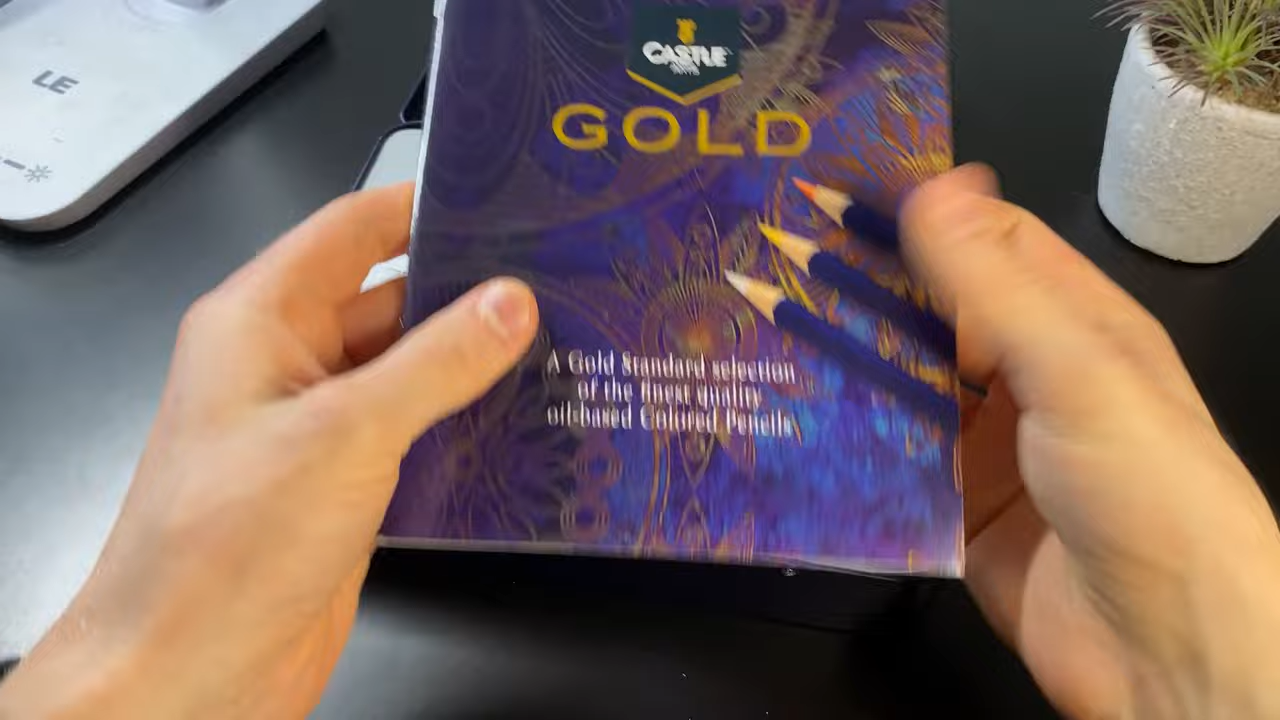 LE
CASTLE
GOLD
A Gold Standard selection
of the finest quality
oil-based Colored Pencils